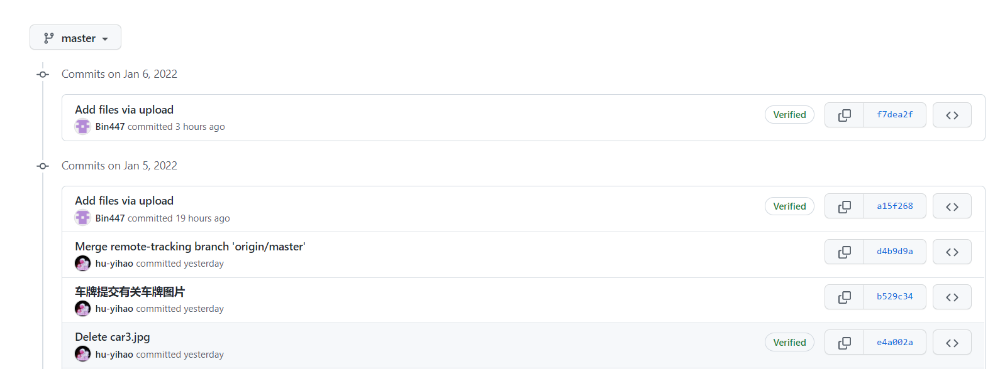 master
Commits on Jan 6, 2022
Add files via upload
Verified
f7dea2f
Bin447 committed 3 hours ago
Commits on Jan 5, 2022
Add files via upload
Verified
a15f268
Bin447 committed 19 hours ago
Merge remote-tracking branch 'origin/master'
d4b9d9a
hu-yihao committed yesterday
车牌提交有关车牌图片
b529c34
hu-yihao committed yesterday
Delete car3.jpg
Verified
e4a002a
hu-yihao committed yesterday